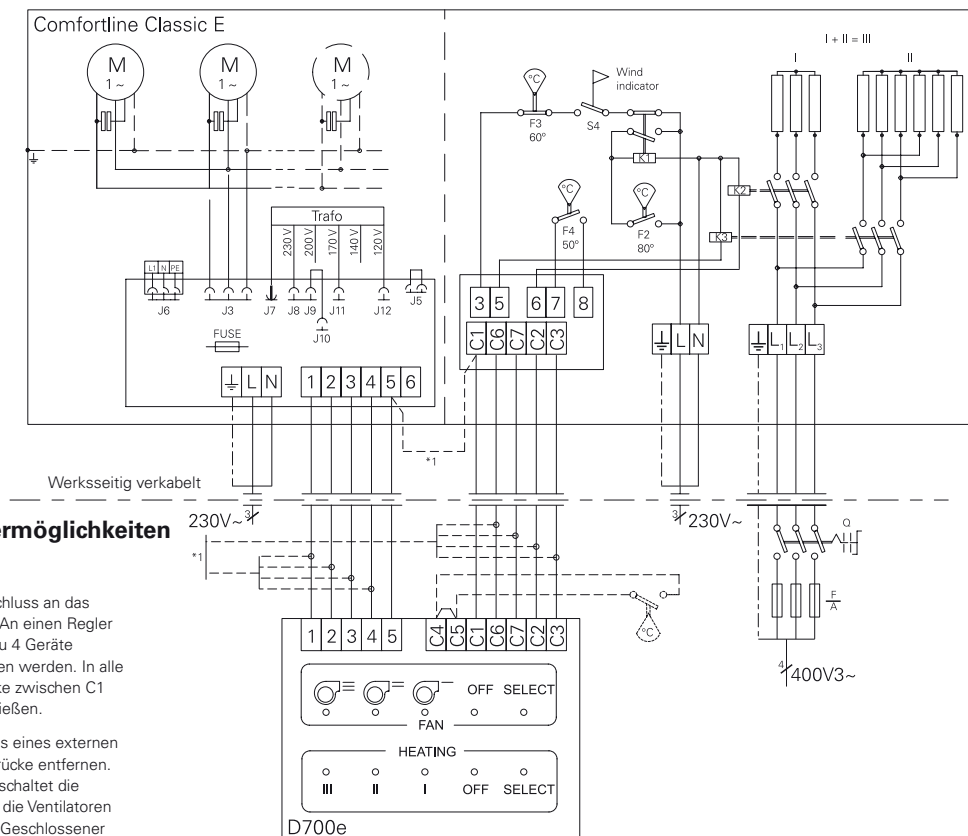 Comfortline Classic E
M
1 ~
M
1 ~
M
1 ~
I + II = III
I
II
°C
F3
60°
Wind
indicator
S4
K1
K2
K3
°C
F4
50°
°C
F2
80°
Trafo
230 V
200 V
170 V
140 V
120 V
L1 N PE
J6
J3
J7
J8
J9
J10
J11
J12
J5
FUSE
L N
1 2 3 4 5 6
3 5 6 7 8
C1 C6 C7 C2 C3
L N
L1 L2 L3
*1
Werksseitig verkabelt
230V~
3
3
230V~
ermöglichkeiten
*1
chluss an das
An einen Regler
zu 4 Geräte
en werden. In alle
ke zwischen C1
ießen.
s eines externen
rücke entfernen.
schaltet die
die Ventilatoren
Geschlossener
Q
F
A
4
400V3~
°C
1 2 3 4 5
C4 C5 C1 C6 C7 C2 C3
OFF SELECT
FAN
HEATING
III II I OFF SELECT
D700e